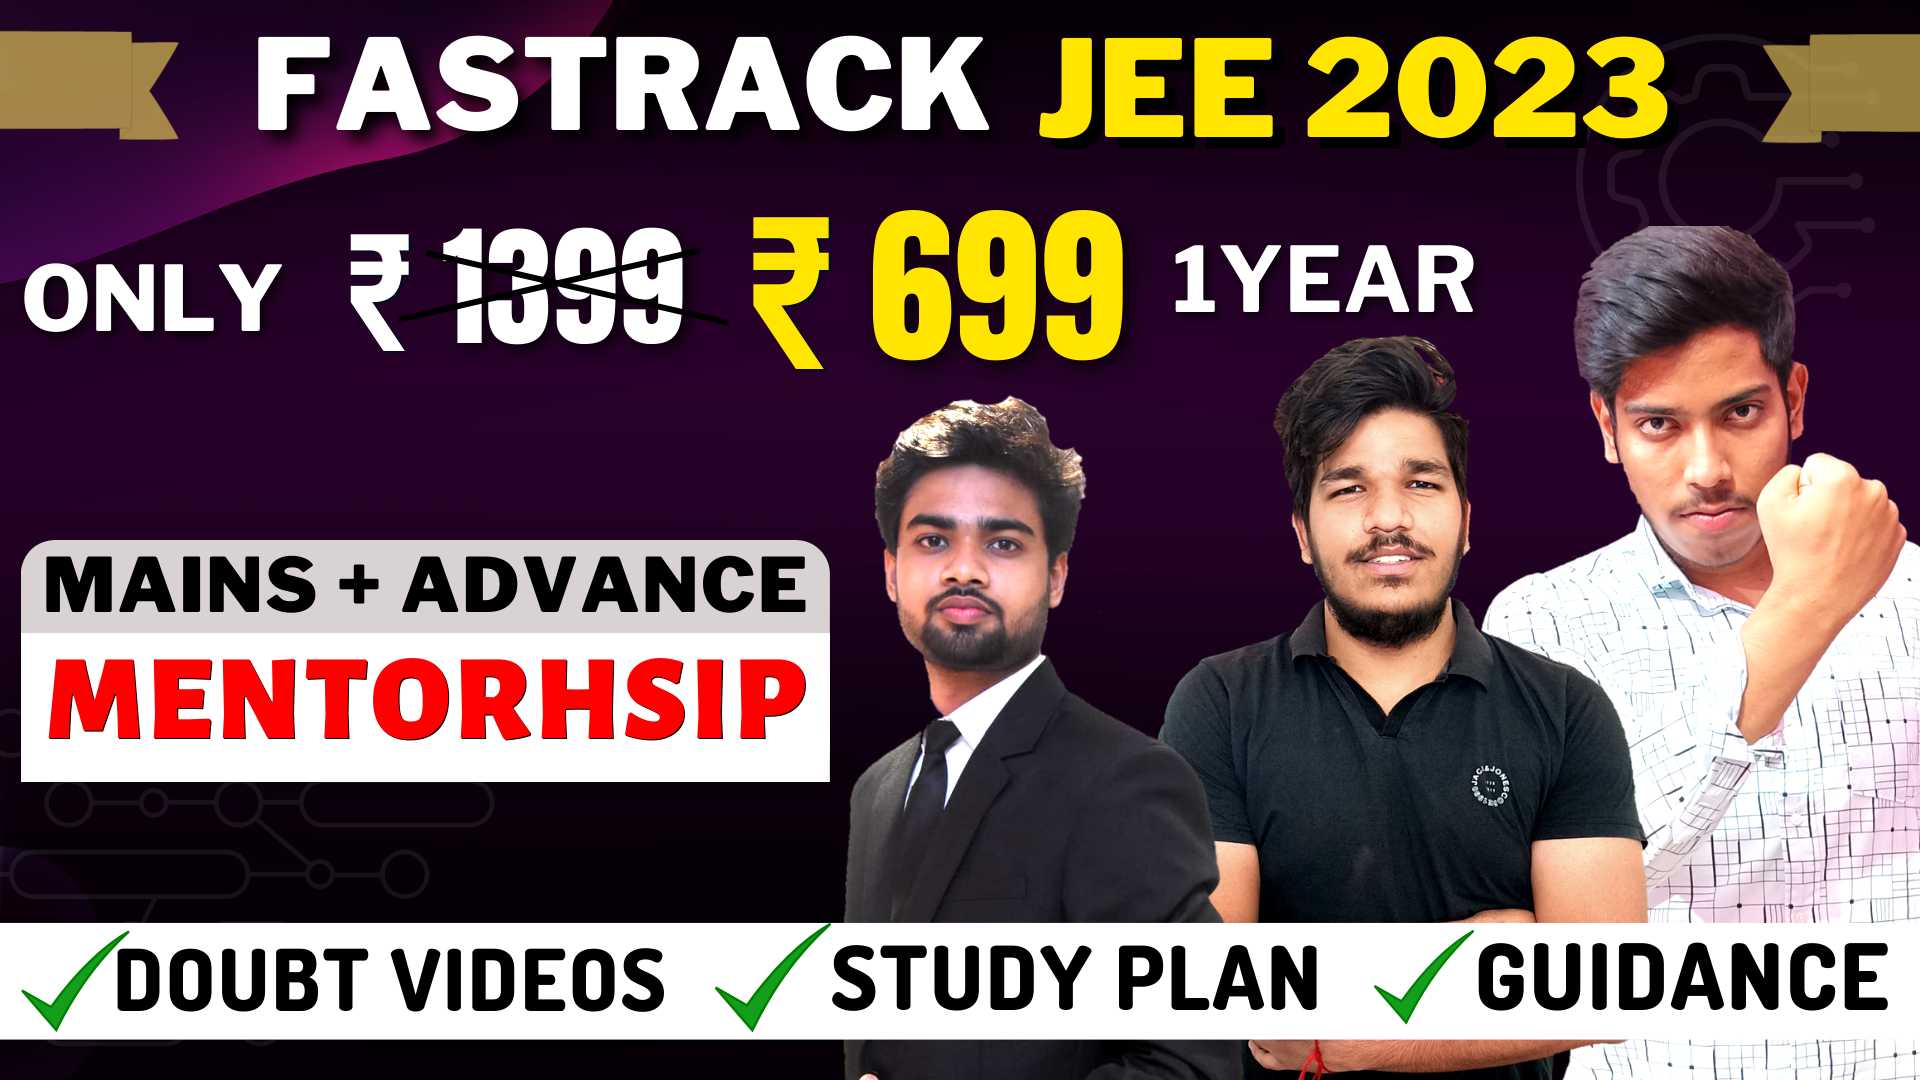 FASTRACK JEE 2023
ONLY ₹ 1399 ₹ 699 1YEAR
MAINS + ADVANCE
MENTORHSIP
DOUBT VIDEOS STUDY PLAN GUIDANCE